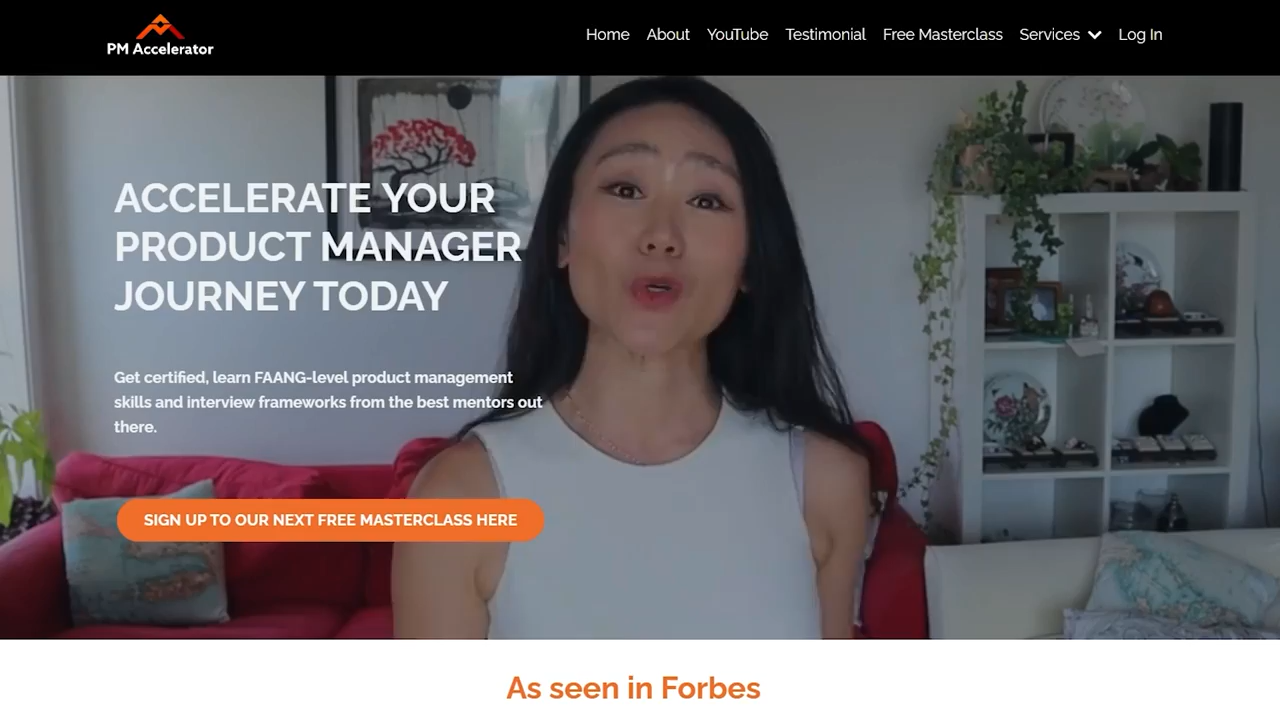 PM Accelerator
Home About YouTube Testimonial Free Masterclass Services Log In
ACCELERATE YOUR
PRODUCT MANAGER
JOURNEY TODAY
Get certified, learn FAANG-level product management
skills and interview frameworks from the best mentors out
there.
SIGN UP TO OUR NEXT FREE MASTERCLASS HERE
As seen in Forbes